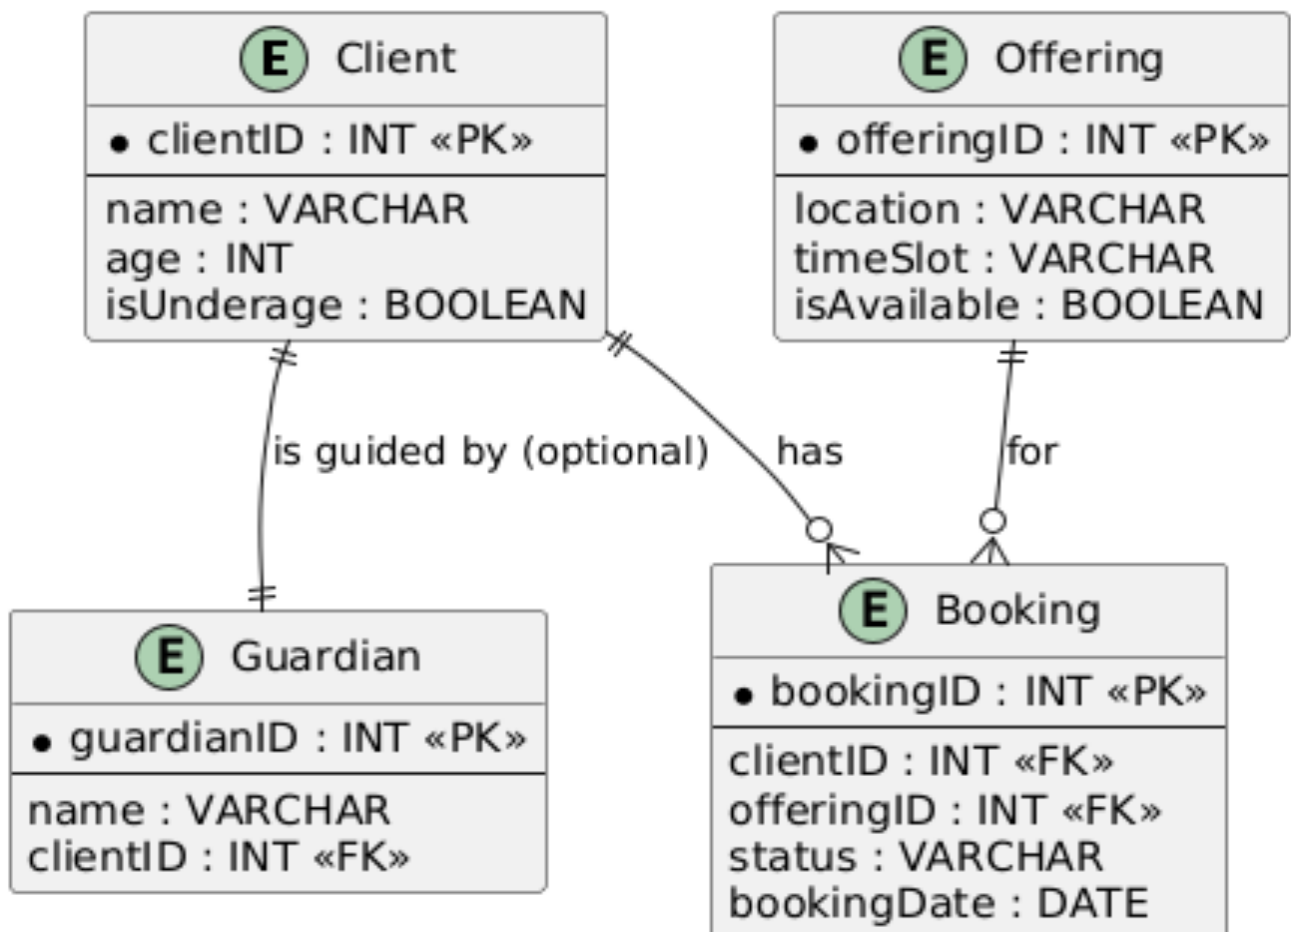 E Client
clientID : INT «PK»
name : VARCHAR
age : INT
isUnderage : BOOLEAN
E Offering
offeringID : INT «PK»
location : VARCHAR
timeSlot : VARCHAR
isAvailable : BOOLEAN
is guided by (optional)
has
for
E Guardian
guardianID : INT «PK»
name : VARCHAR
clientID : INT «FK»
E Booking
bookingID : INT «PK»
clientID : INT «FK»
offeringID : INT «FK»
status : VARCHAR
bookingDate : DATE